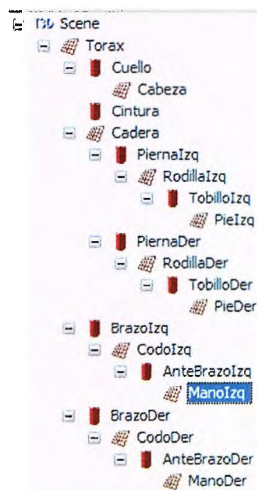 Scene
Torax
Cuello
Cabeza
Cintura
Cadera
PiernaIzq
RodillaIzq
TobilloIzq
PieIzq
PiernaDer
RodillaDer
TobilloDer
PieDer
BrazoIzq
CodoIzq
AnteBrazoIzq
ManoIzq
BrazoDer
CodoDer
AnteBrazoDer
ManoDer